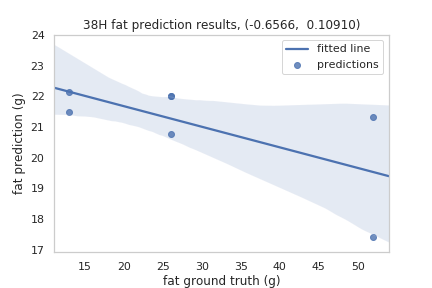 38H fat prediction results, (-0.6566,  0.10910)
24
23
22
21
20
19
18
17
fat prediction (g)
fitted line
predictions
15 20 25 30 35 40 45 50
fat ground truth (g)